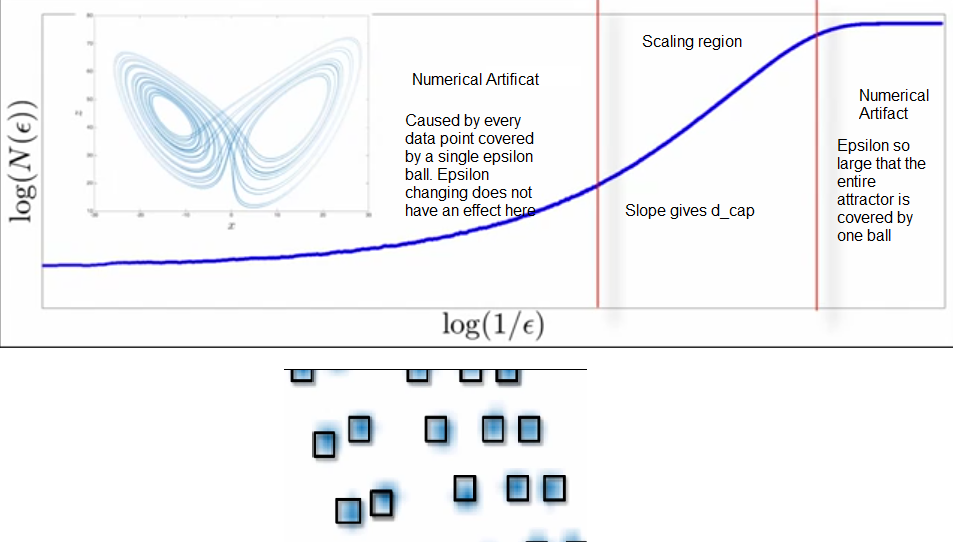 Scaling region
Numerical Artificat
Caused by every
data point covered
by a single epsilon
ball. Epsilon
changing does not
have an effect here
Slope gives d_cap
Numerical
Artifact
Epsilon so
large that the
entire
attractor is
covered by
one ball
log(N(ϵ))
log(1/ϵ)
z
x